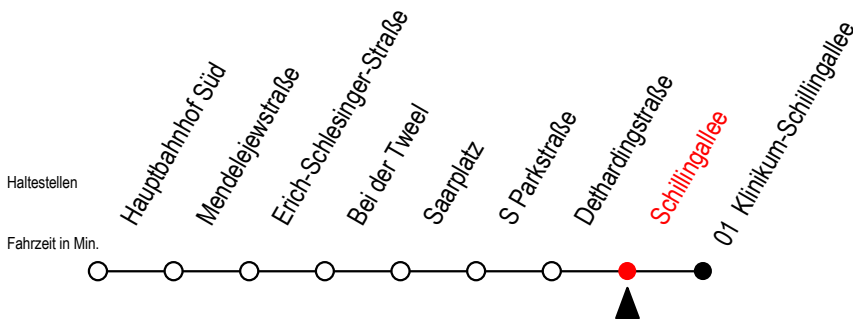 Haltestellen
Hauptbahnhof Süd
Mendelejewstraße
Erich-Schlesinger-Straße
Bei der Tweel
Saarplatz
S Parkstraße
Dethardingstraße
Schillingallee
01 Klinikum-Schillingallee
Fahrzeit in Min.